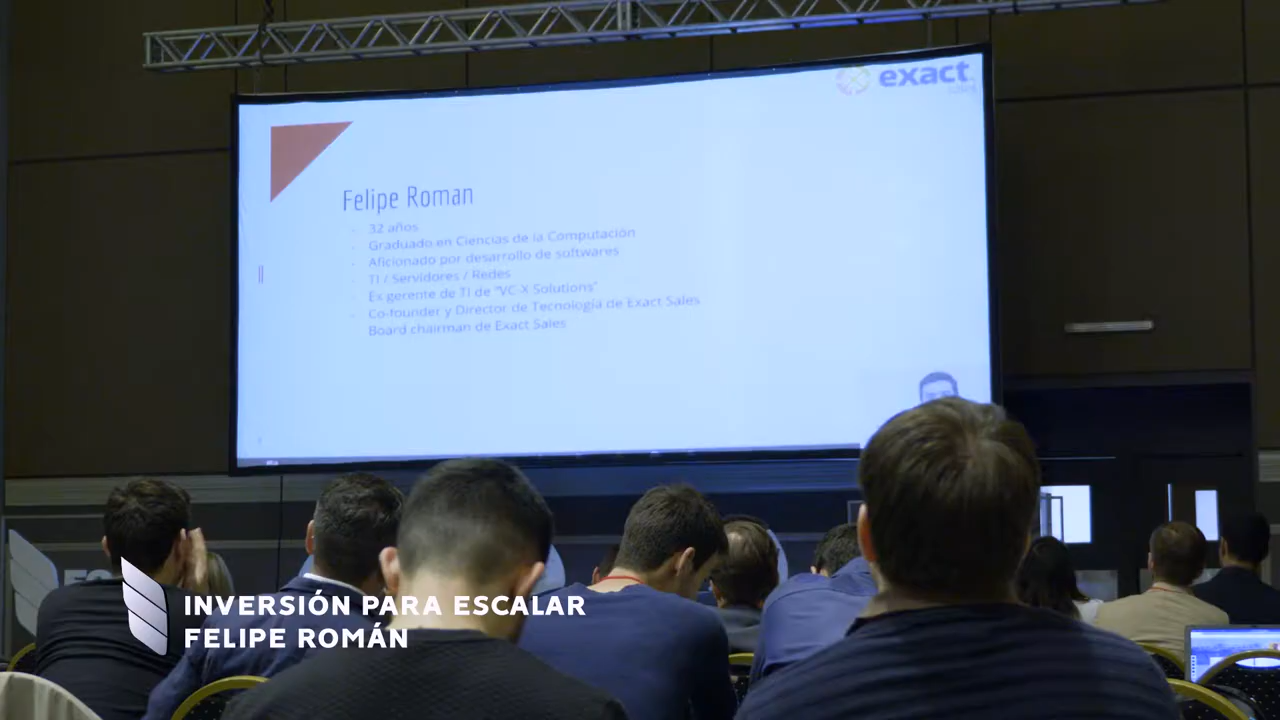 exact
sales
Felipe Roman
- 32 años
- Graduado en Ciencias de la Computación
- Aficionado por desarrollo de softwares
- TI / Servidores / Redes
- Ex gerente de TI de "VC-X Solutions"
- Co-founder y Director de Tecnología de Exact Sales
Board chairman de Exact Sales
INVERSIÓN PARA ESCALAR
FELIPE ROMÁN